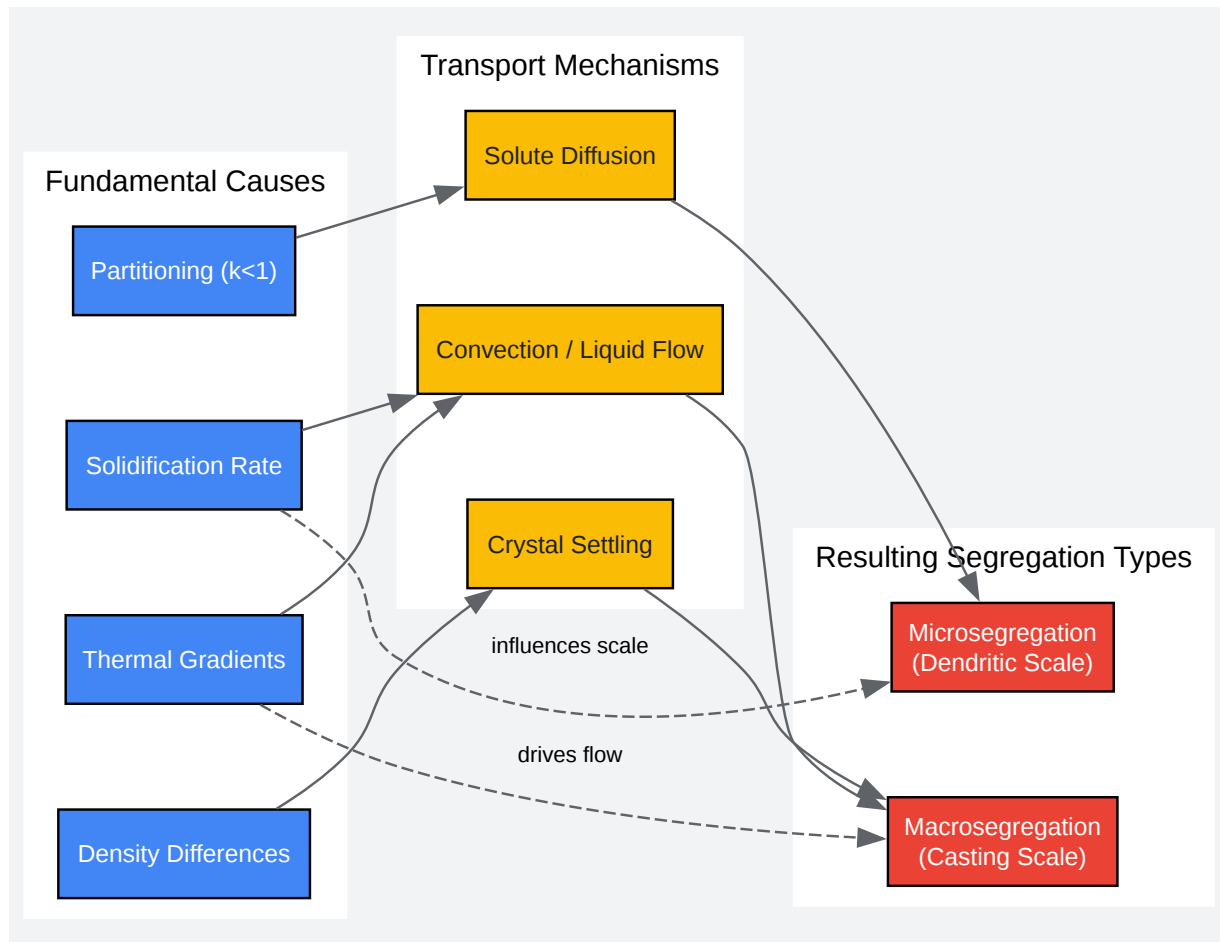 Transport Mechanisms
Solute Diffusion
Convection / Liquid Flow
Crystal Settling
Fundamental Causes
Partitioning (k<1)
Solidification Rate
Thermal Gradients
Density Differences
influences scale
drives flow
Resulting Segregation Types
Microsegregation
(Dendritic Scale)
Macrosegregation
(Casting Scale)